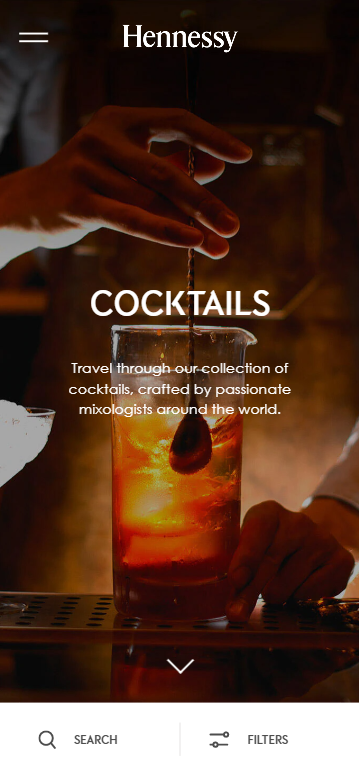 Hennessy
COCKTAILS
Travel through our collection of
cocktails, crafted by passionate
mixologists around the world.
SEARCH
FILTERS